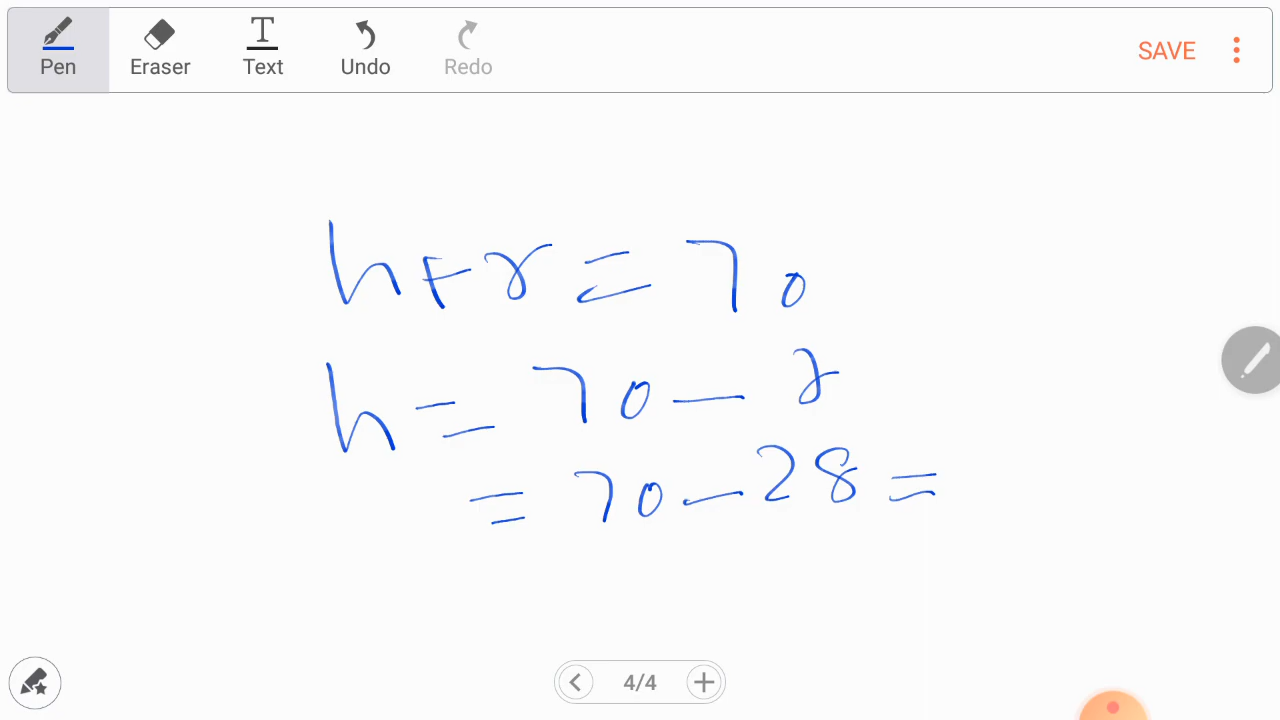 Pen Eraser Text Undo Redo SAVE
h+r=70
h=70-r
=70-28=
4/4